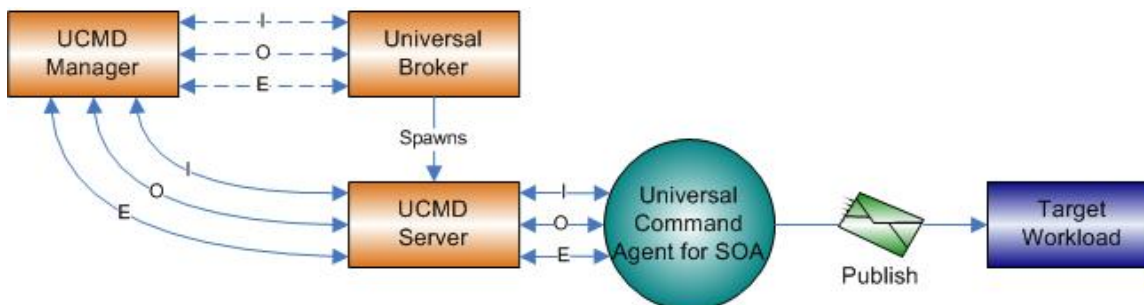 UCMD
Manager
I
O
E
Universal
Broker
Spawns
I
O
E
UCMD
Server
I
O
E
Universal
Command
Agent for SOA
Publish
Target
Workload